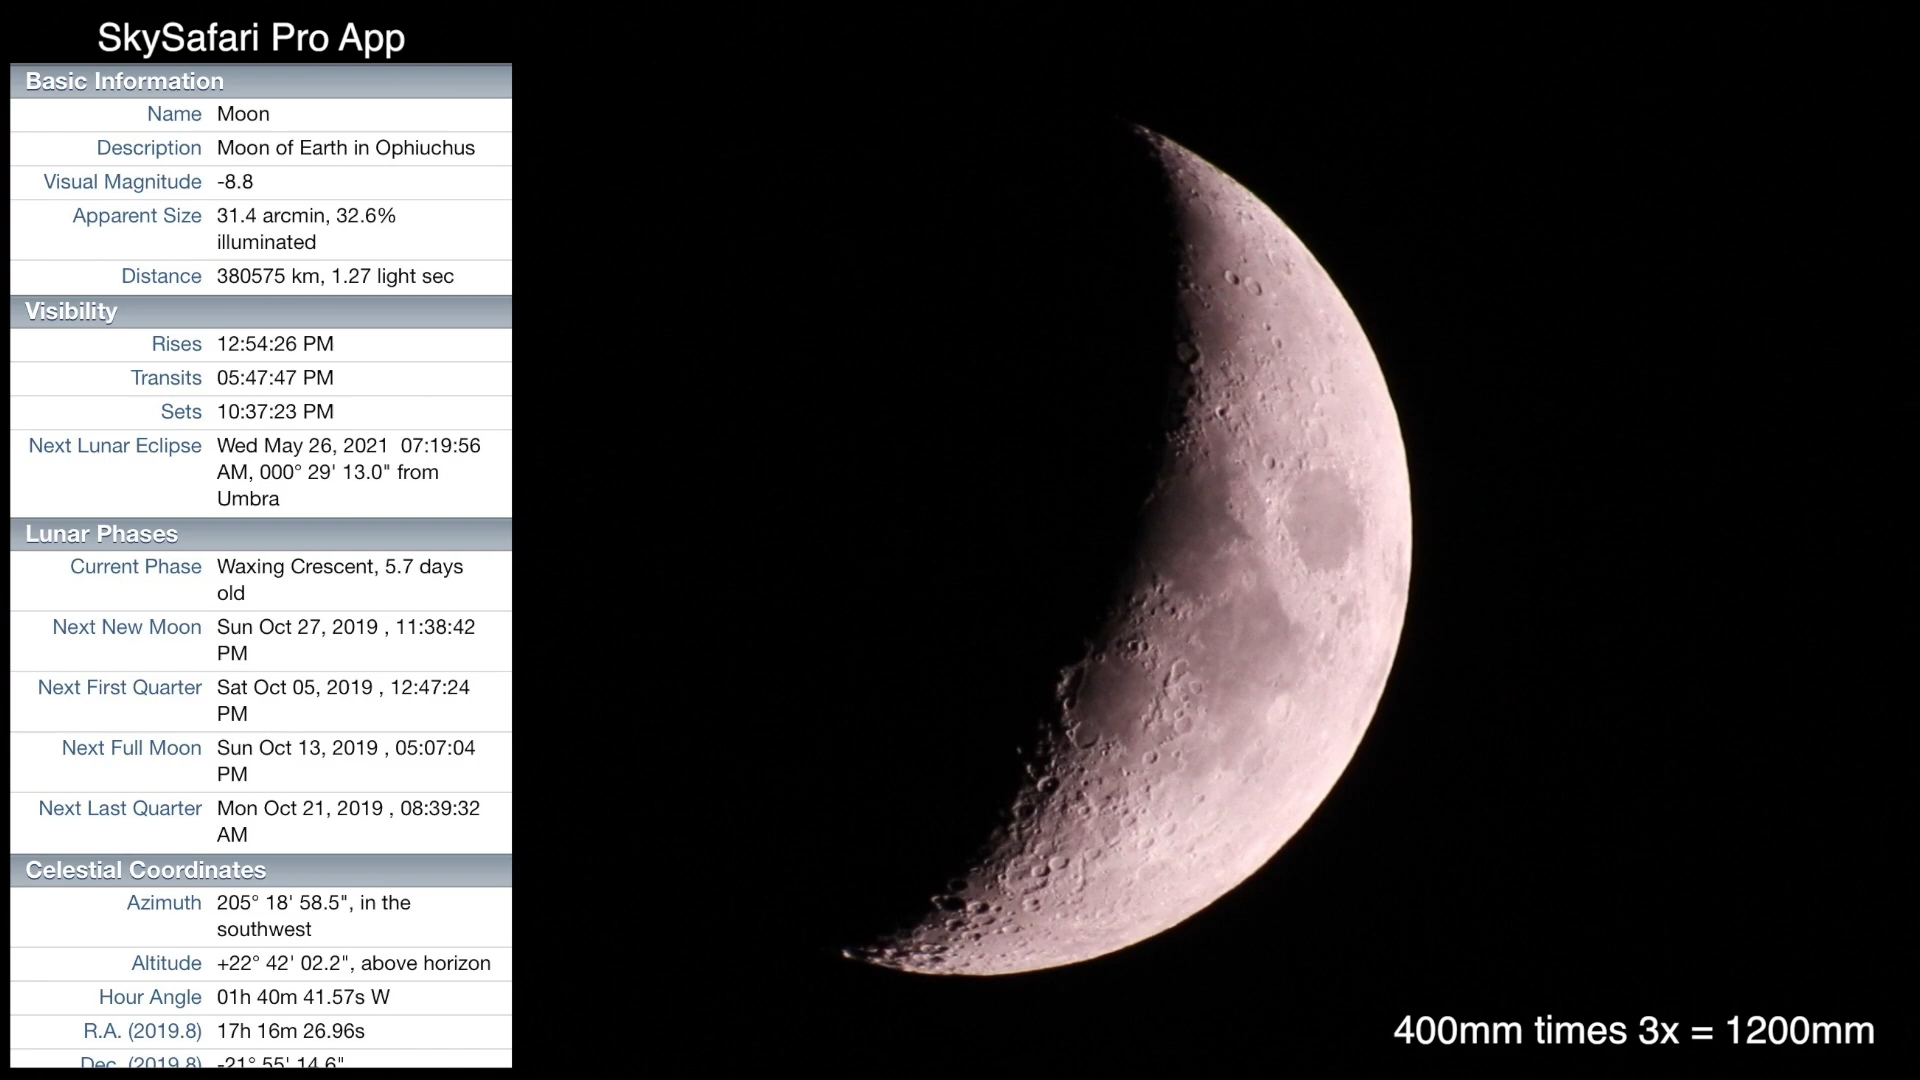 SkySafari Pro App
Basic Information
Name Moon
Description Moon of Earth in Ophiuchus
Visual Magnitude -8.8
Apparent Size 31.4 arcmin, 32.6%
illuminated
Distance 380575 km, 1.27 light sec
Visibility
Rises 12:54:26 PM
Transits 05:47:47 PM
Sets 10:37:23 PM
Next Lunar Eclipse Wed May 26, 2021 07:19:56
AM, 000° 29' 13.0" from
Umbra
Lunar Phases
Current Phase Waxing Crescent, 5.7 days
old
Next New Moon Sun Oct 27, 2019 , 11:38:42
PM
Next First Quarter Sat Oct 05, 2019 , 12:47:24
PM
Next Full Moon Sun Oct 13, 2019 , 05:07:04
PM
Next Last Quarter Mon Oct 21, 2019 , 08:39:32
AM
Celestial Coordinates
Azimuth 205° 18' 58.5", in the
southwest
Altitude +22° 42' 02.2", above horizon
Hour Angle 01h 40m 41.57s W
R.A. (2019.8) 17h 16m 26.96s
Dec. (2019.8) -21° 55' 14.6"
400mm times 3x = 1200mm